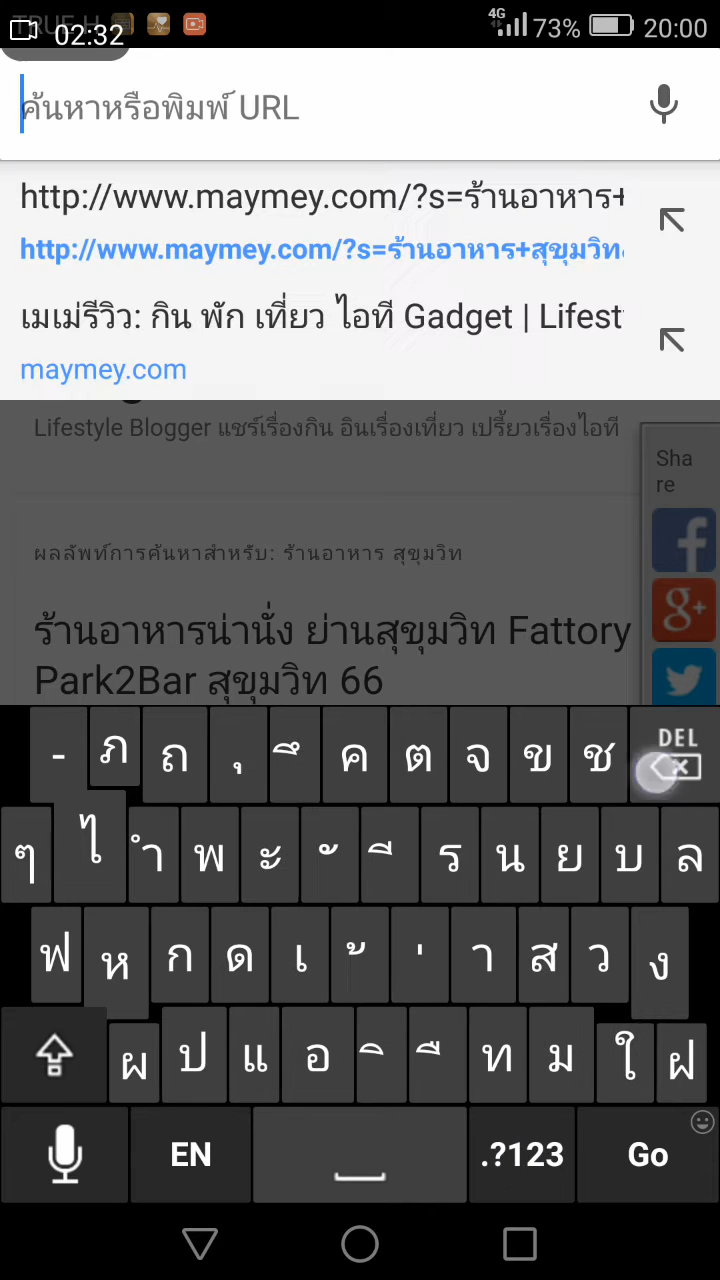 TRUE-H
02:32
4G
73%
20:00
ค้นหาหรือพิมพ์ URL
http://www.maymey.com/?s=ร้านอาหาร+
http://www.maymey.com/?s=ร้านอาหาร+สุขุมวิท
เมเม่รีวิว: กิน พัก เที่ยว ไอที Gadget | Lifest
maymey.com
Lifestyle Blogger แชร์เรื่องกิน อินเรื่องเที่ยว เปรี้ยวเรื่องไอที
Sha
re
ผลลัพท์การค้นหาสำหรับ: ร้านอาหาร สุขุมวิท
ร้านอาหารน่านั่ง ย่านสุขุมวิท Fattory
Park2Bar สุขุมวิท 66
- ภ ถ ุ ึ ค ต จ ข ช DEL
ๆ ไ ำ พ ะ ั ี ร น ย บ ล
ฟ ห ก ด เ ้ ่ า ส ว ง
ผ ป แ อ ิ ื ท ม ใ ฝ
EN .?123 Go